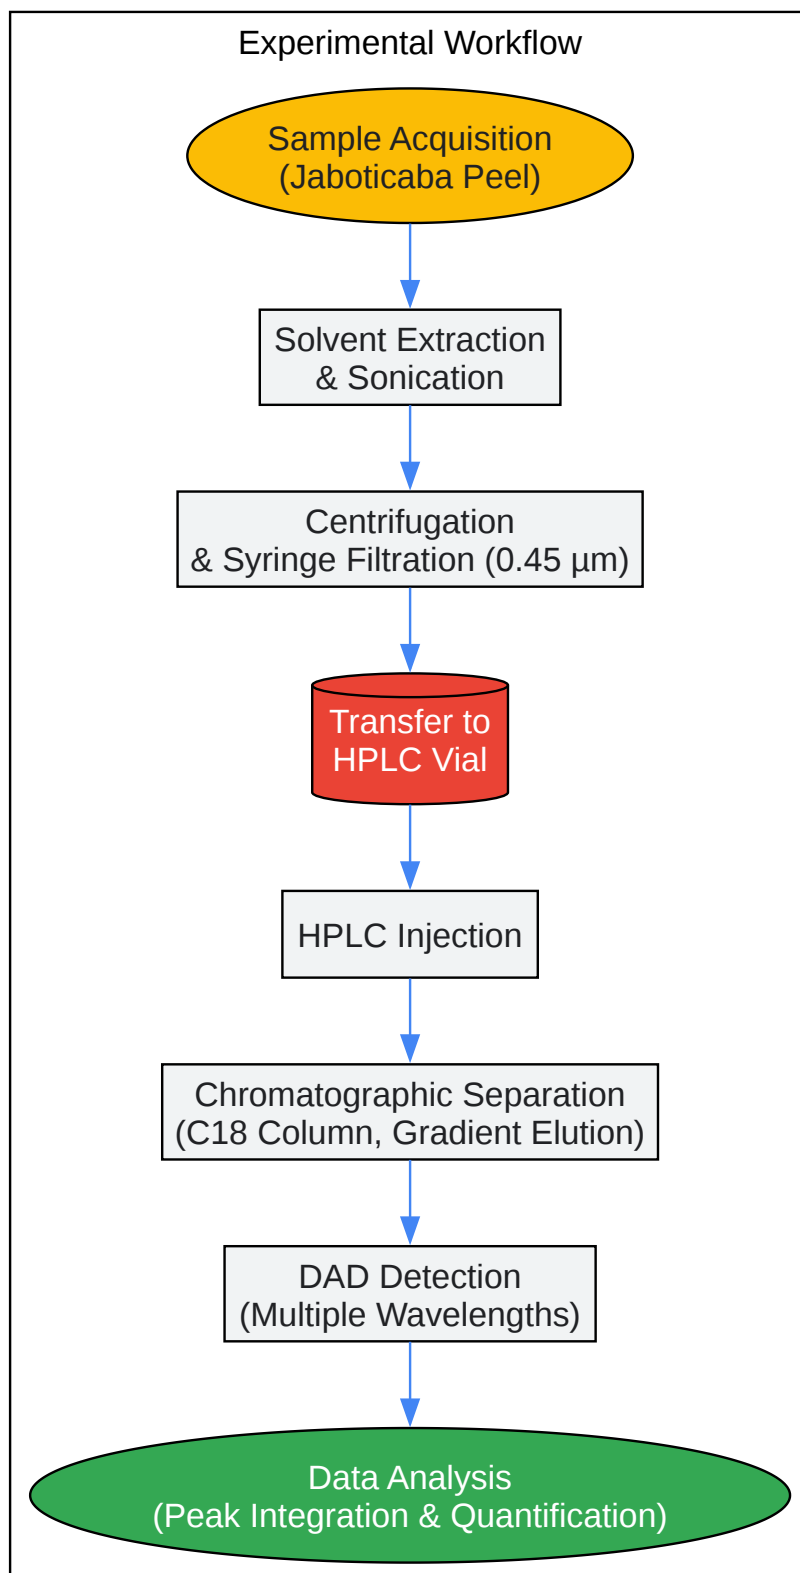 Experimental Workflow
Sample Acquisition
(Jaboticaba Peel)
Solvent Extraction
& Sonication
Centrifugation
& Syringe Filtration (0.45 µm)
Transfer to
HPLC Vial
HPLC Injection
Chromatographic Separation
(C18 Column, Gradient Elution)
DAD Detection
(Multiple Wavelengths)
Data Analysis
(Peak Integration & Quantification)